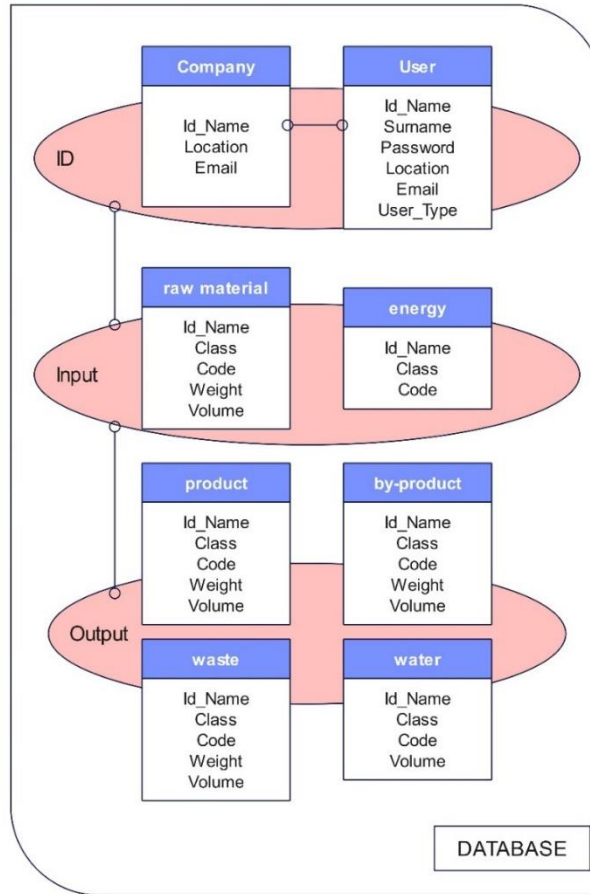 Company
Id_Name
Location
Email
User
Id_Name
Surname
Password
Location
Email
User_Type
ID
raw material
Id_Name
Class
Code
Weight
Volume
energy
Id_Name
Class
Code
Input
product
Id_Name
Class
Code
Weight
Volume
by-product
Id_Name
Class
Code
Weight
Volume
Output
waste
Id_Name
Class
Code
Weight
Volume
water
Id_Name
Class
Code
Volume
DATABASE